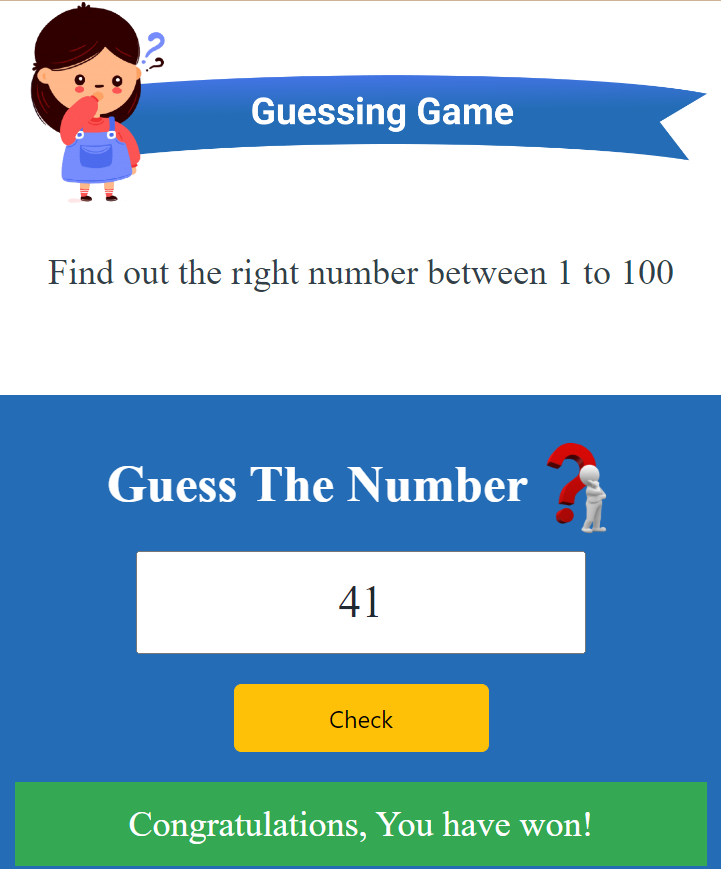 Guessing Game
Find out the right number between 1 to 100
Guess The Number
41
Check
Congratulations, You have won!